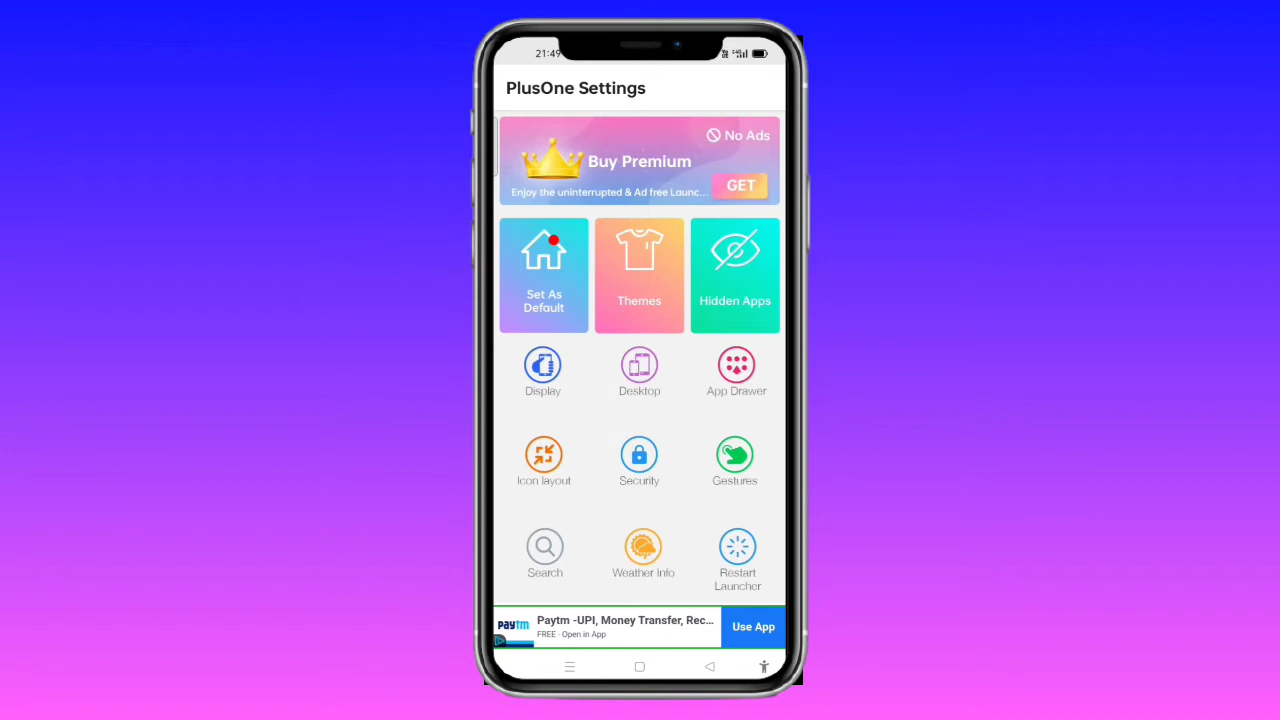 21:49
PlusOne Settings
No Ads
Buy Premium
Enjoy the uninterrupted & Ad free Launc...
GET
Set As
Default
Themes
Hidden Apps
Display
Desktop
App Drawer
Icon layout
Security
Gestures
Search
Weather Info
Restart
Launcher
paytm
Paytm -UPI, Money Transfer, Rec...
FREE · Open in App
Use App